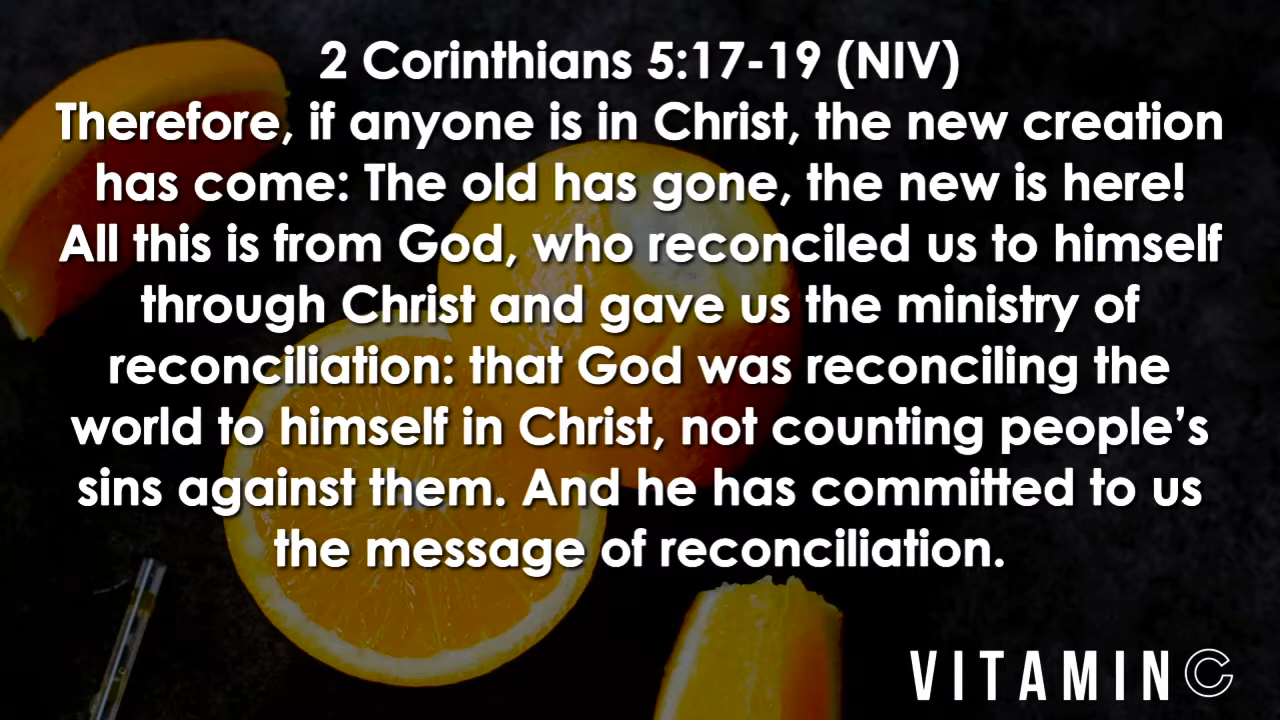 2 Corinthians 5:17-19 (NIV)
Therefore, if anyone is in Christ, the new creation
has come: The old has gone, the new is here!
All this is from God, who reconciled us to himself
through Christ and gave us the ministry of
reconciliation: that God was reconciling the
world to himself in Christ, not counting people’s
sins against them. And he has committed to us
the message of reconciliation.
VITAMIN C